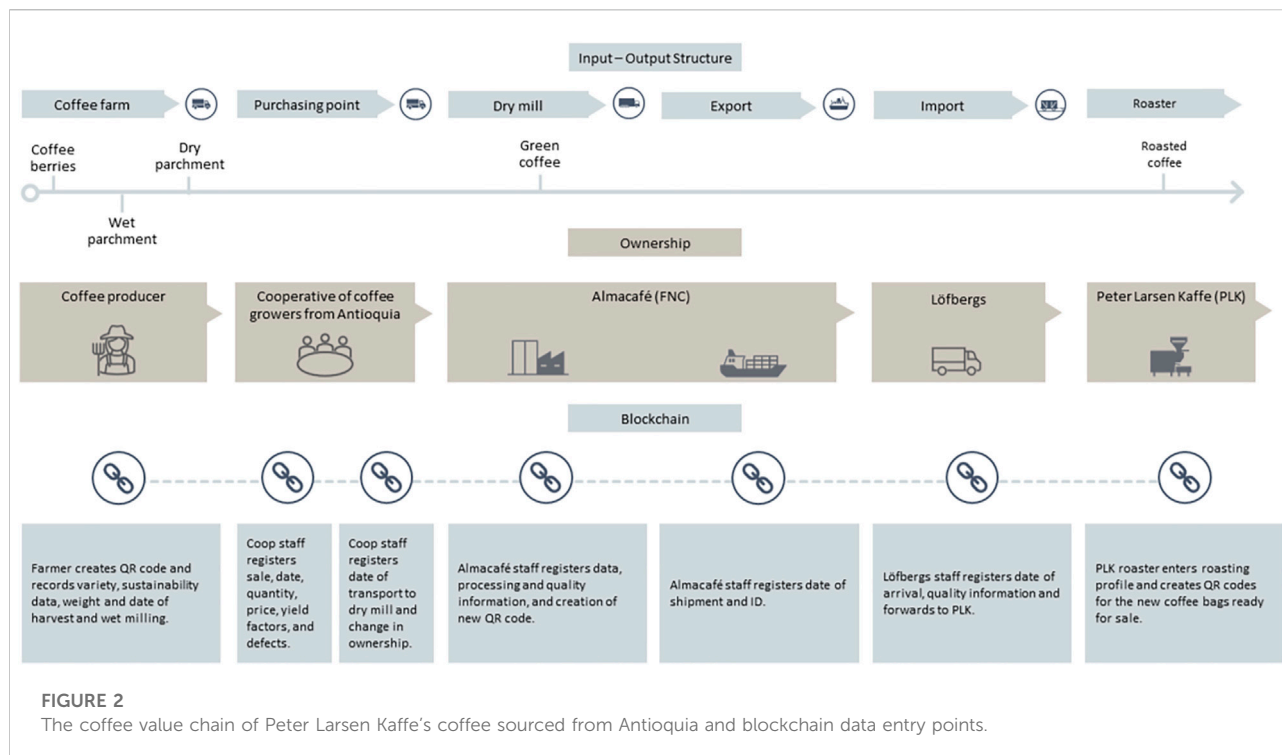 Input – Output Structure
Coffee farm
Purchasing point
Dry mill
Export
Import
Roaster
Coffee
berries
Dry
parchment
Green
coffee
Roasted
coffee
Wet
parchment
Ownership
Coffee producer
Cooperative of coffee
growers from Antioquia
Almacafé (FNC)
Löfbergs
Peter Larsen Kaffe (PLK)
Blockchain
Farmer creates QR code and
records variety, sustainability
data, weight and date of
harvest and wet milling.
Coop staff
registers
sale, date,
quantity,
price, yield
factors, and
defects.
Coop staff
registers
date of
transport to
dry mill and
change in
ownership.
Almacafé staff registers data,
processing and quality
information, and creation of
new QR code.
Almacafé staff registers date of
shipment and ID.
Löfbergs staff registers date of
arrival, quality information and
forwards to PLK.
PLK roaster enters roasting
profile and creates QR codes
for the new coffee bags ready
for sale.
FIGURE 2
The coffee value chain of Peter Larsen Kaffe's coffee sourced from Antioquia and blockchain data entry points.